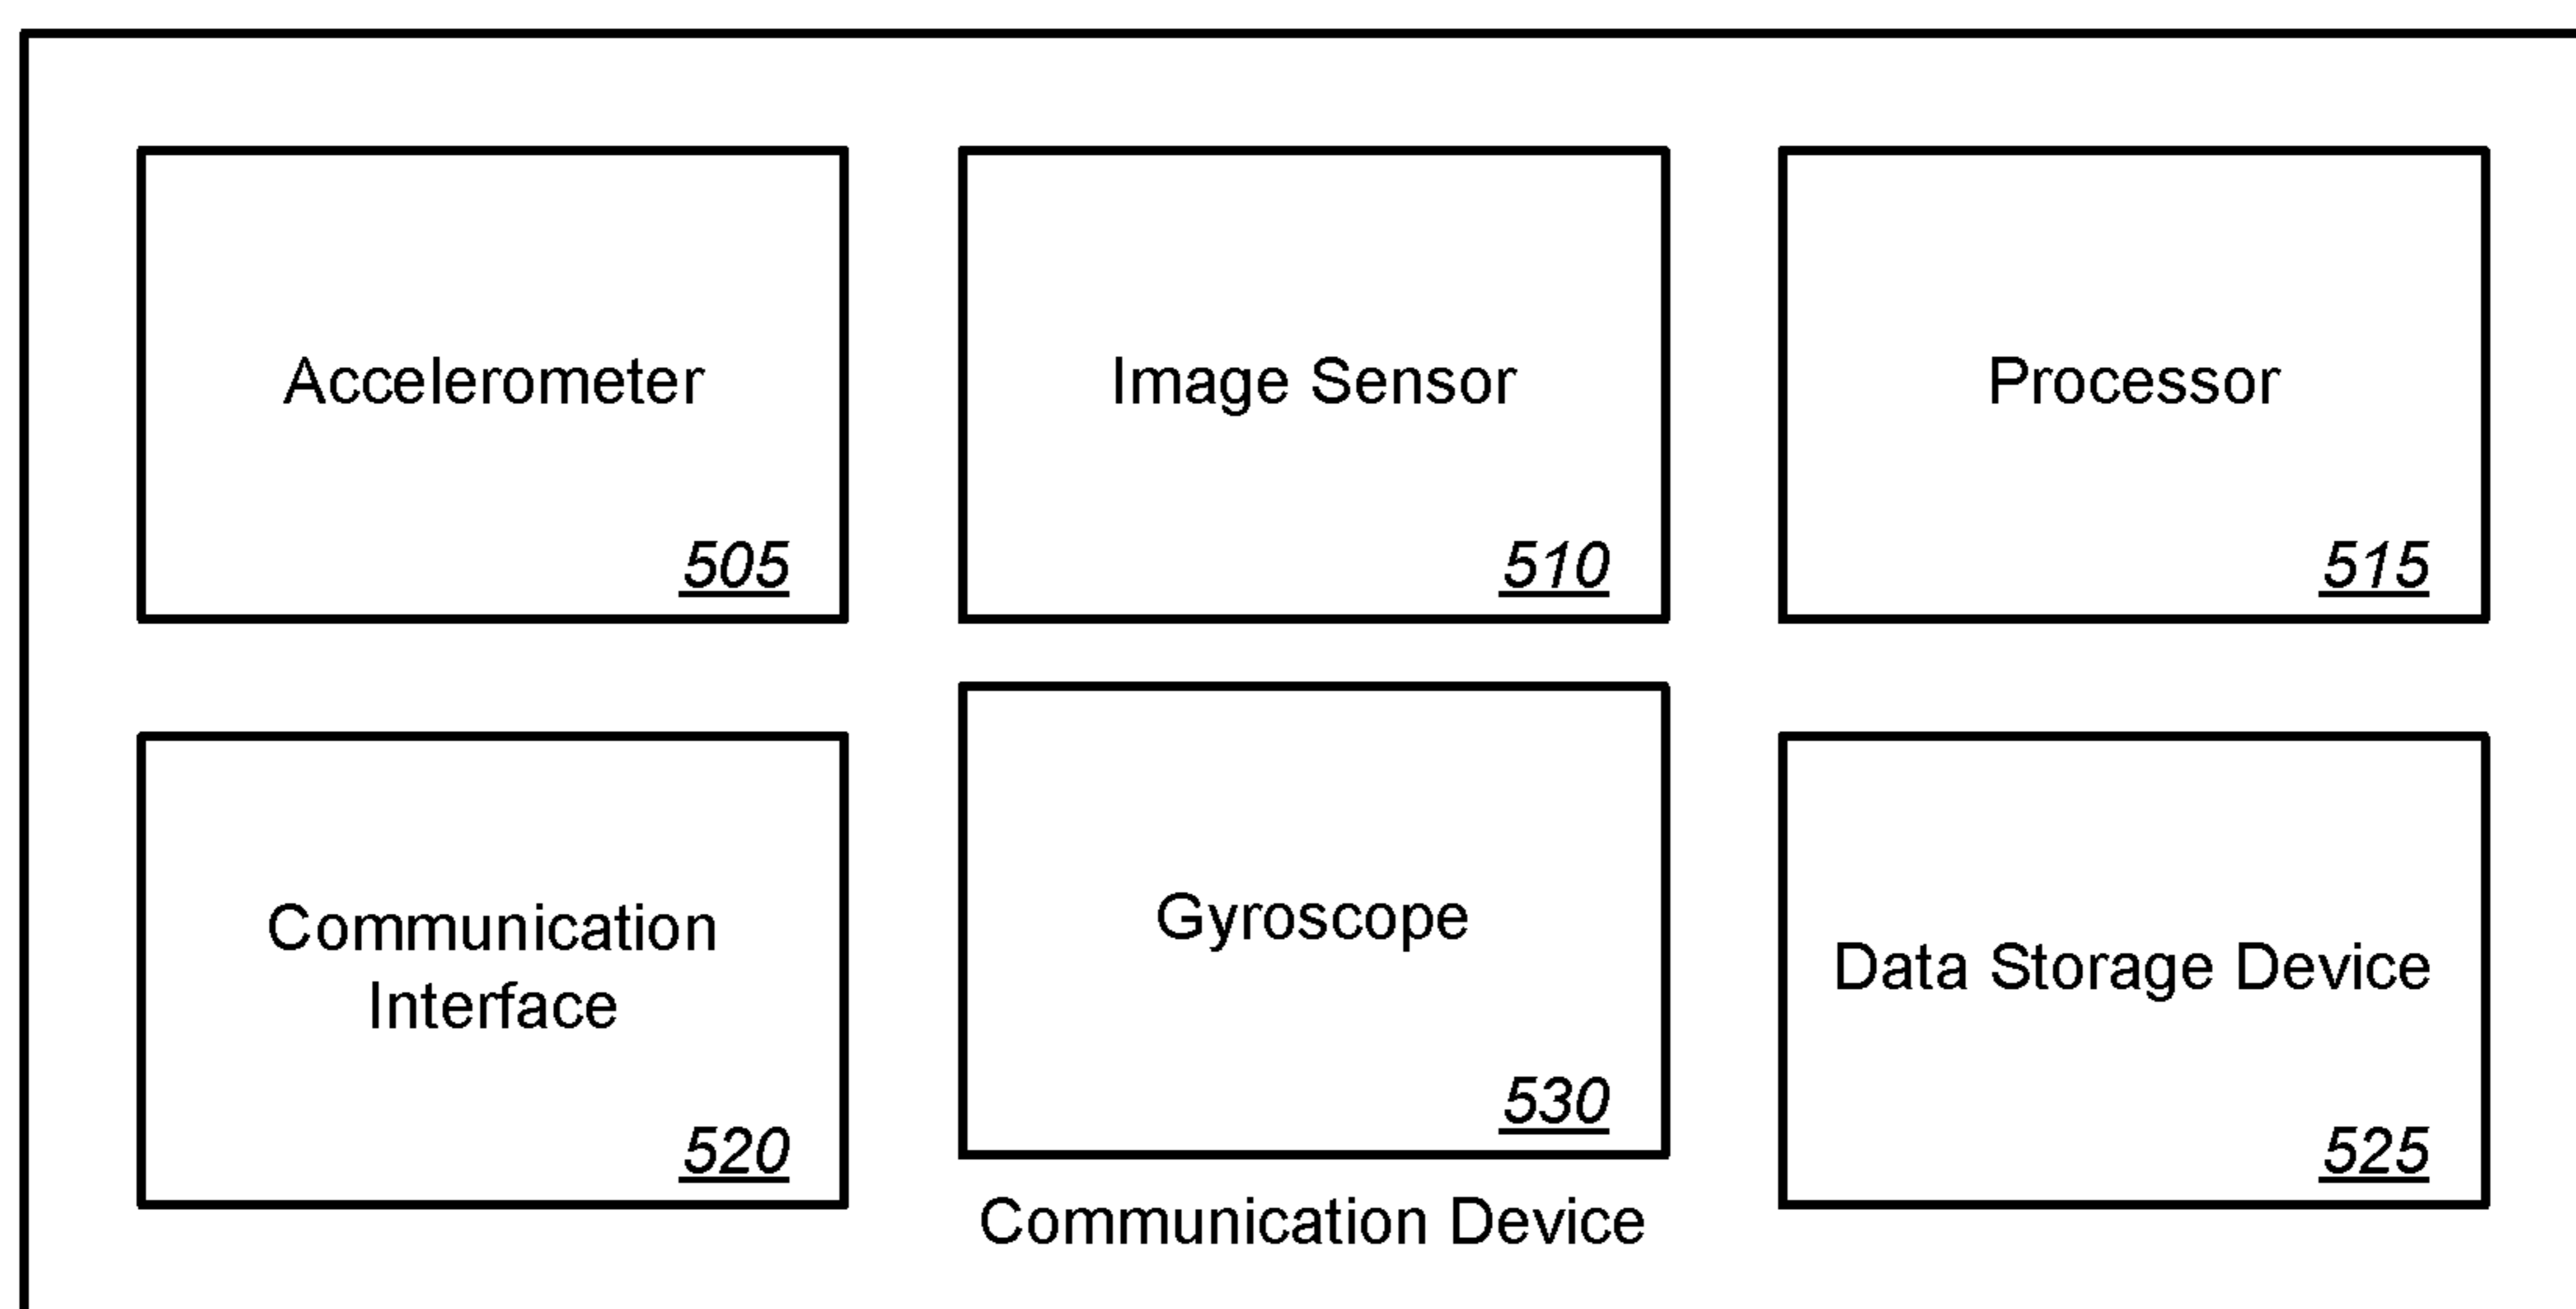 Accelerometer
505
Image Sensor
510
Processor
515
Communication
Interface
520
Gyroscope
530
Data Storage Device
525
Communication Device